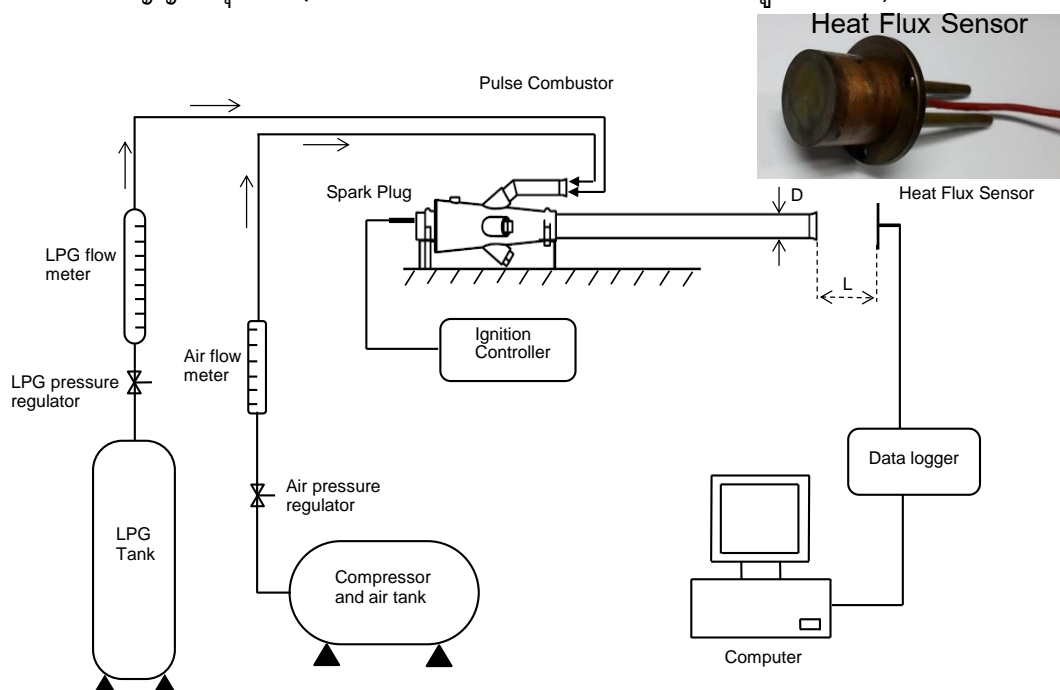 Heat Flux Sensor
Pulse Combustor
Spark Plug
D
Heat Flux Sensor
LPG flow
meter
L
Ignition
Controller
Air flow
meter
LPG pressure
regulator
Data logger
Air pressure
regulator
LPG
Tank
Compressor
and air tank
Computer